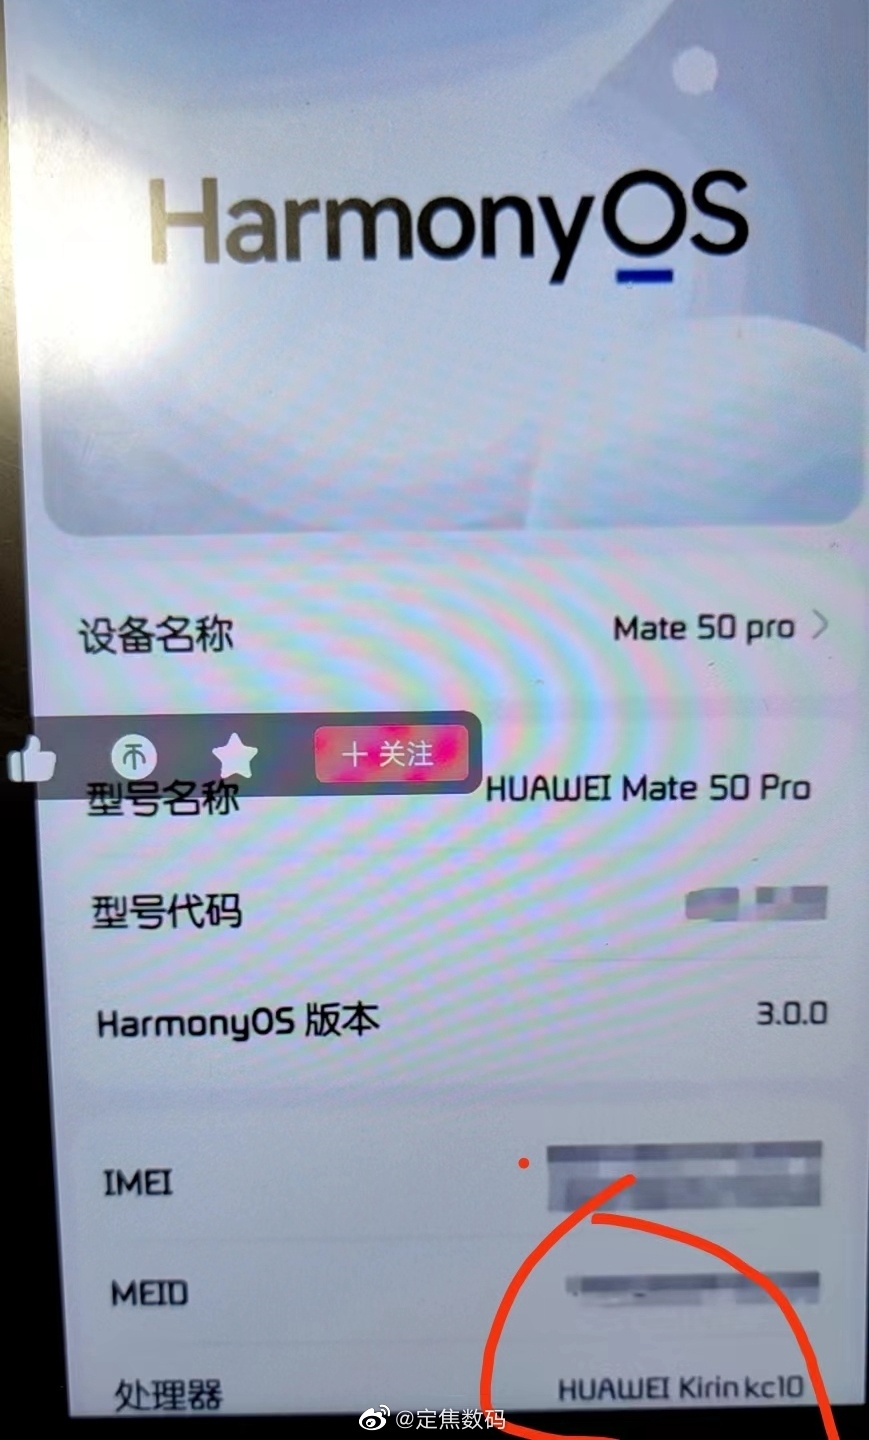 HarmonyOS
设备名称 Mate 50 pro
关注
型号名称 HUAWEI Mate 50 Pro
型号代码
HarmonyOS 版本 3.0.0
IMEI
MEID
处理器 HUAWEI Kirin kc10
@定焦数码